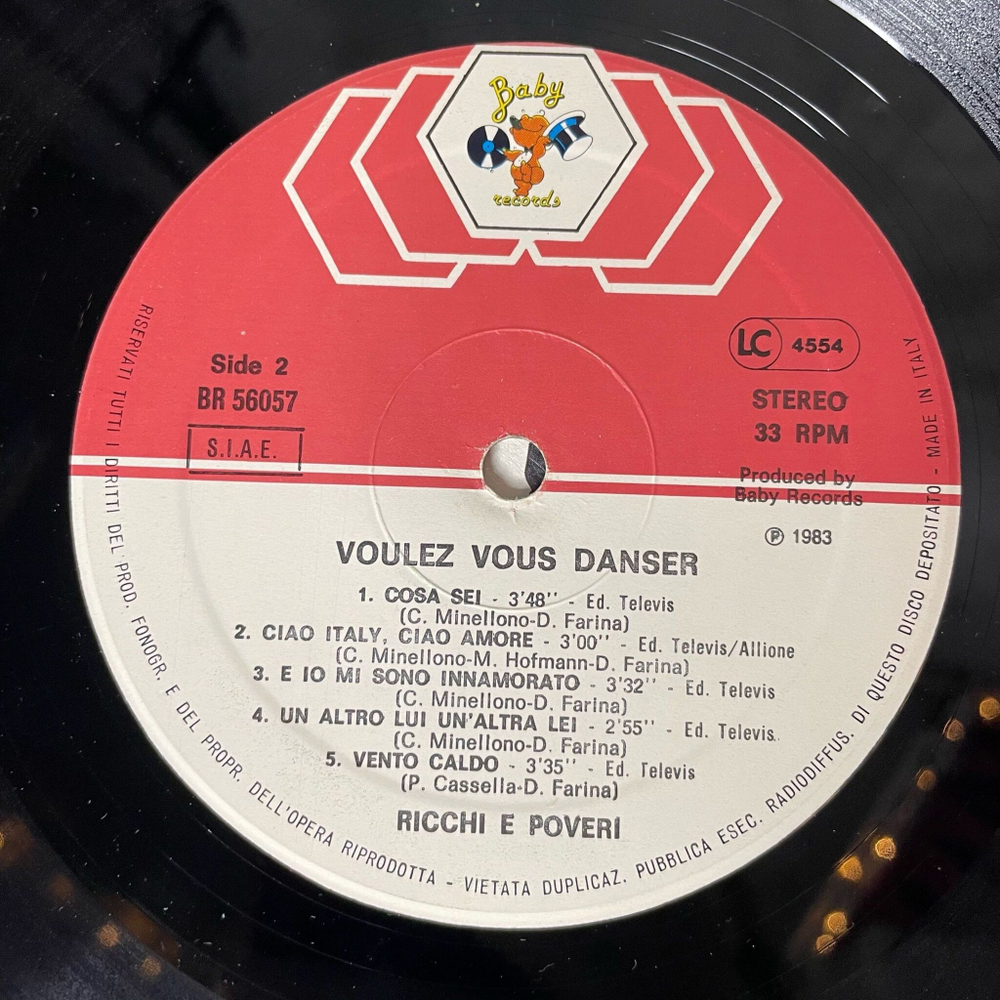 Baby
records
LC 4554
Side 2
BR 56057
S.I.A.E.
STEREO
33 RPM
Produced by
Baby Records
℗ 1983
VOULEZ VOUS DANSER
1. COSA SEI - 3'48'' - Ed. Televis
(C. Minellono-D. Farina)
2. CIAO ITALY, CIAO AMORE - 3'00'' - Ed. Televis/Allione
(C. Minellono-M. Hofmann-D. Farina)
3. E IO MI SONO INNAMORATO - 3'32'' - Ed. Televis
(C. Minellono-D. Farina)
4. UN ALTRO LUI UN'ALTRA LEI - 2'55'' - Ed. Televis.
(C. Minellono-D. Farina)
5. VENTO CALDO - 3'35'' - Ed. Televis
(P. Cassella-D. Farina)
RICCHI E POVERI
RISERVATI TUTTI I DIRITTI DEL PROD. FONOGR. E DEL PROPR. DELL'OPERA RIPRODOTTA - VIETATA DUPLICAZ. PUBBLICA ESEC. RADIODIFFUS. DI QUESTO DISCO DEPOSITATO - MADE IN ITALY